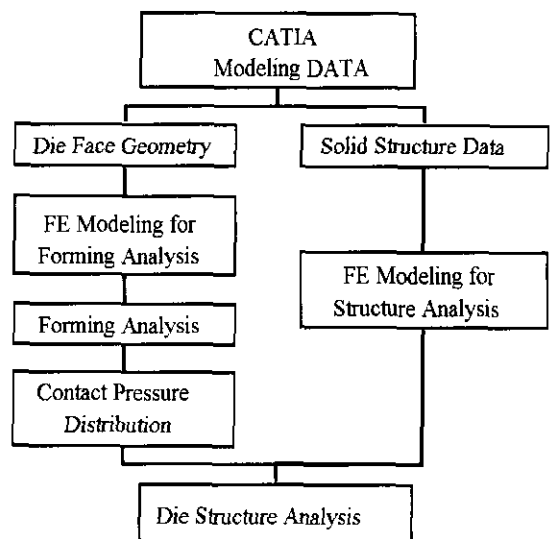 CATIA
Modeling DATA
Die Face Geometry
Solid Structure Data
FE Modeling for
Forming Analysis
FE Modeling for
Structure Analysis
Forming Analysis
Contact Pressure
Distribution
Die Structure Analysis